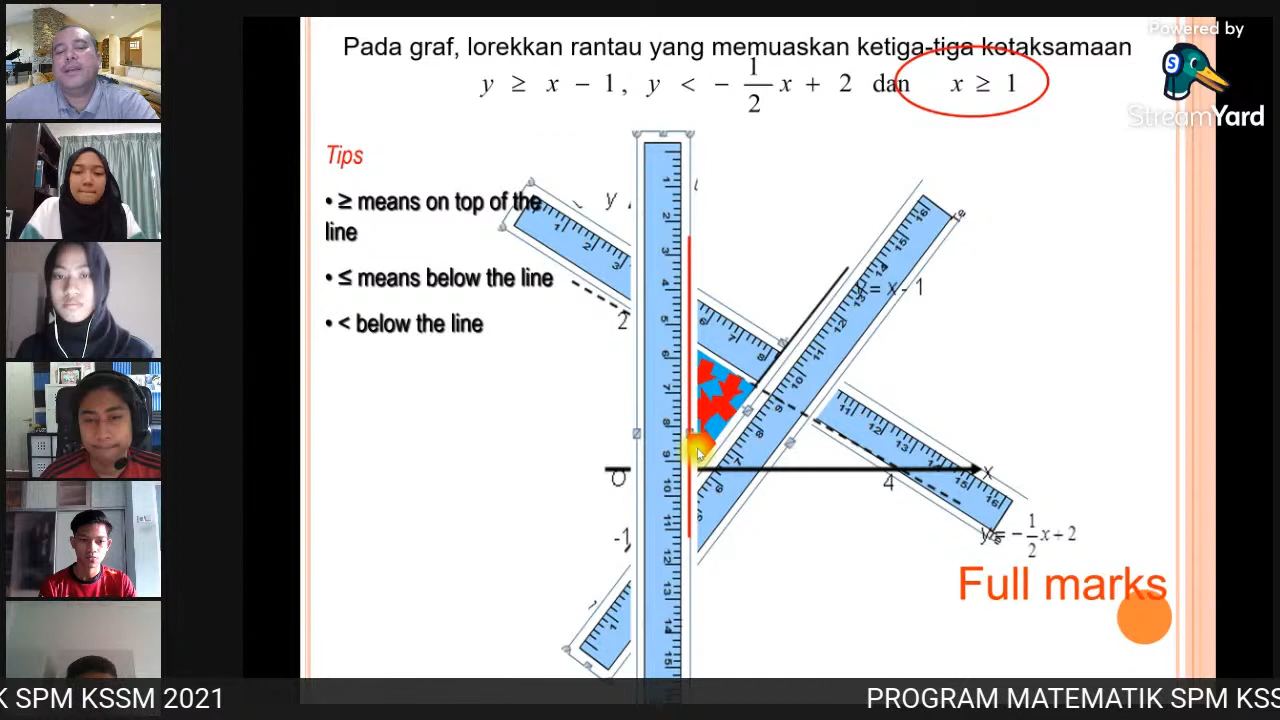 Powered by
StreamYard
Pada graf, lorekkan rantau yang memuaskan ketiga-tiga kotaksamaan
y ≥ x − 1, y < − 1/2 x + 2 dan x ≥ 1
Tips
• ≥ means on top of the
line
• ≤ means below the line
• < below the line
y
2
= x - 1
O
4
x
-1
y = − 1/2 x + 2
Full marks
K SPM KSSM 2021
PROGRAM MATEMATIK SPM KSS